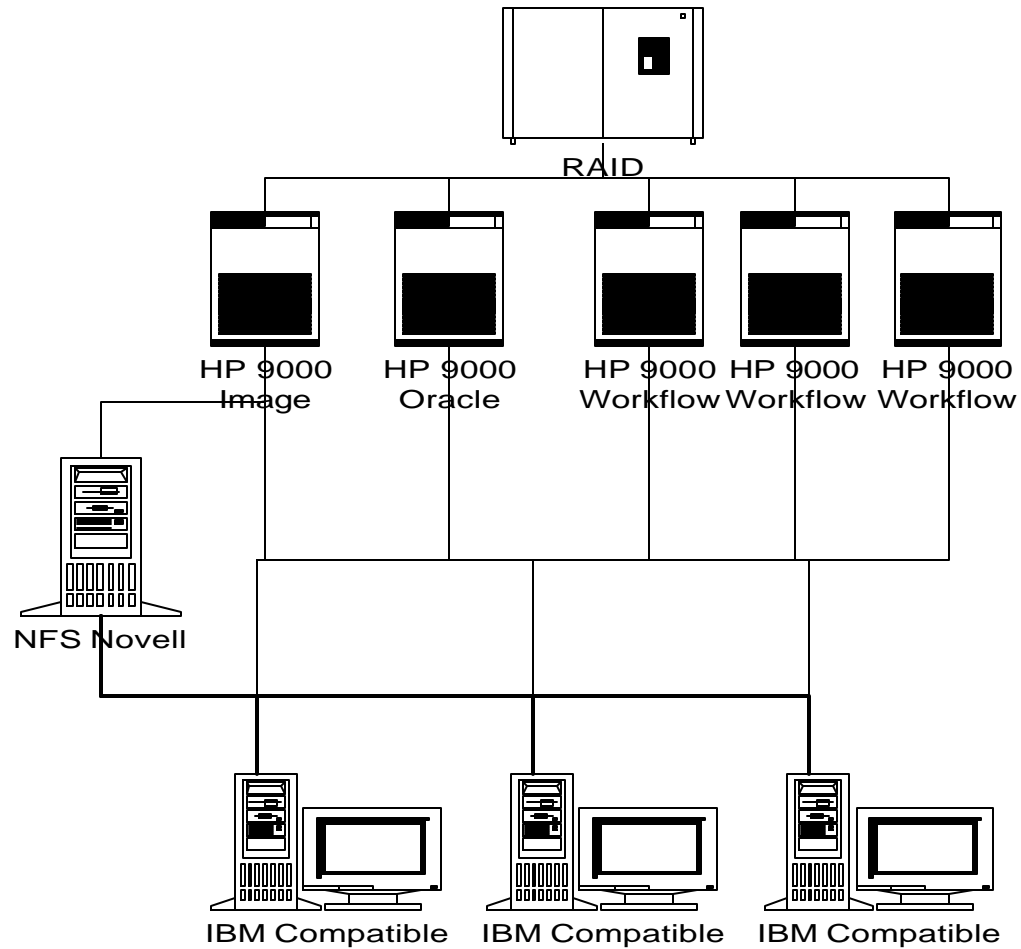 RAID
HP 9000 HP 9000 HP 9000 HP 9000 HP 9000
Image Oracle Workflow Workflow Workflow
NFS Novell
IBM Compatible IBM Compatible IBM Compatible